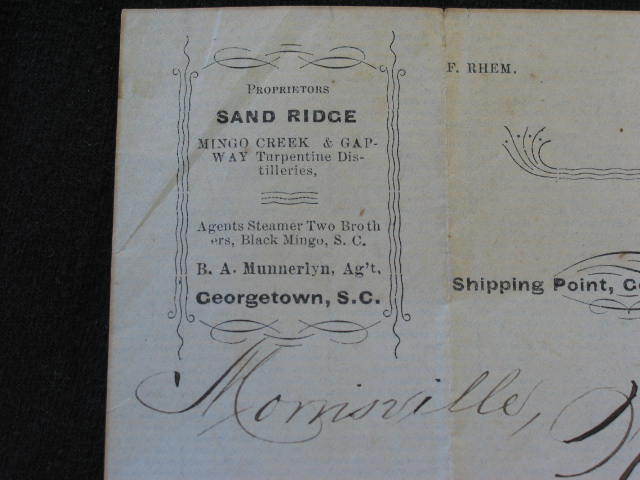 F. RHEM.
PROPRIETORS
SAND RIDGE
MINGO CREEK & GAP-
WAY Turpentine Dis-
tilleries,
Agents Steamer Two Broth
ers, Black Mingo, S. C.
B. A. Munnerlyn, Ag't,
Georgetown, S.C.
Shipping Point,
Morrisville,